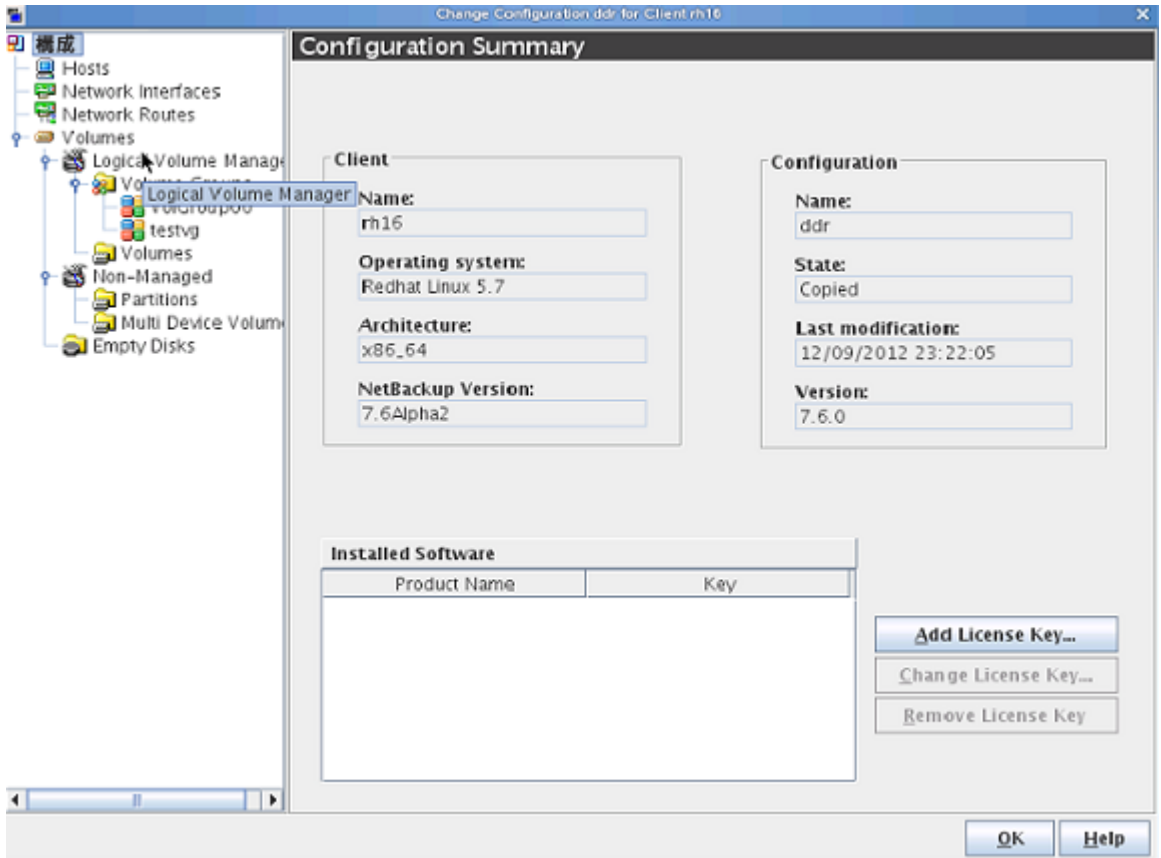 Change Configuration ddr for Client rh16
構成
Hosts
Network Interfaces
Network Routes
Volumes
Logical Volume Manage
Logical Volume Manager
VolGroup00
testvg
Volumes
Non-Managed
Partitions
Multi Device Volum
Empty Disks
Configuration Summary
Client
Name:
rh16
Operating system:
Redhat Linux 5.7
Architecture:
x86_64
NetBackup Version:
7.6Alpha2
Configuration
Name:
ddr
State:
Copied
Last modification:
12/09/2012 23:22:05
Version:
7.6.0
Installed Software
Product Name Key
Add License Key...
Change License Key...
Remove License Key
OK Help